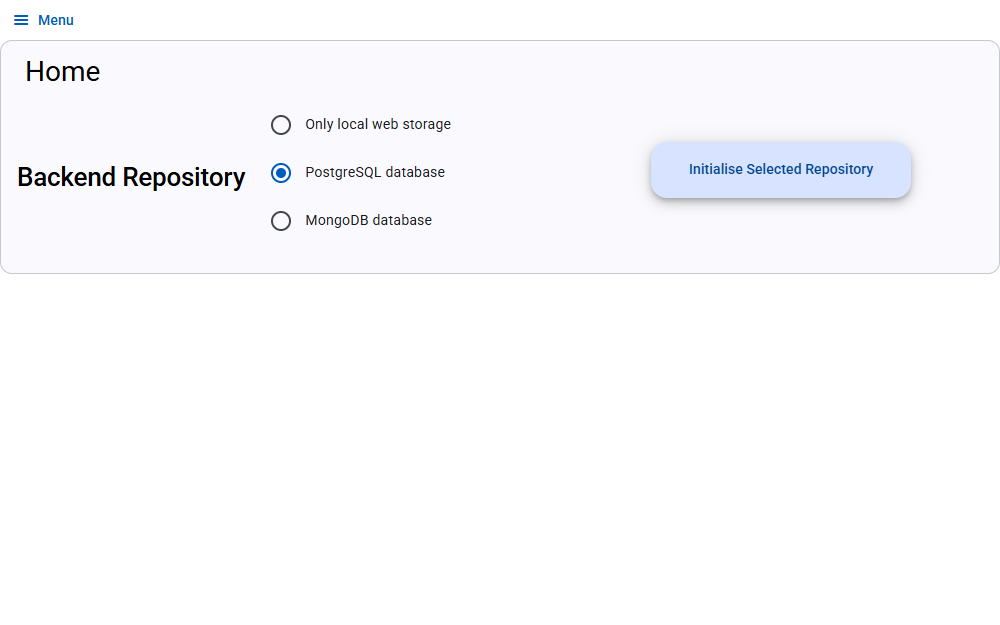 Menu
Home
Only local web storage
Backend Repository
PostgreSQL database
Initialise Selected Repository
MongoDB database